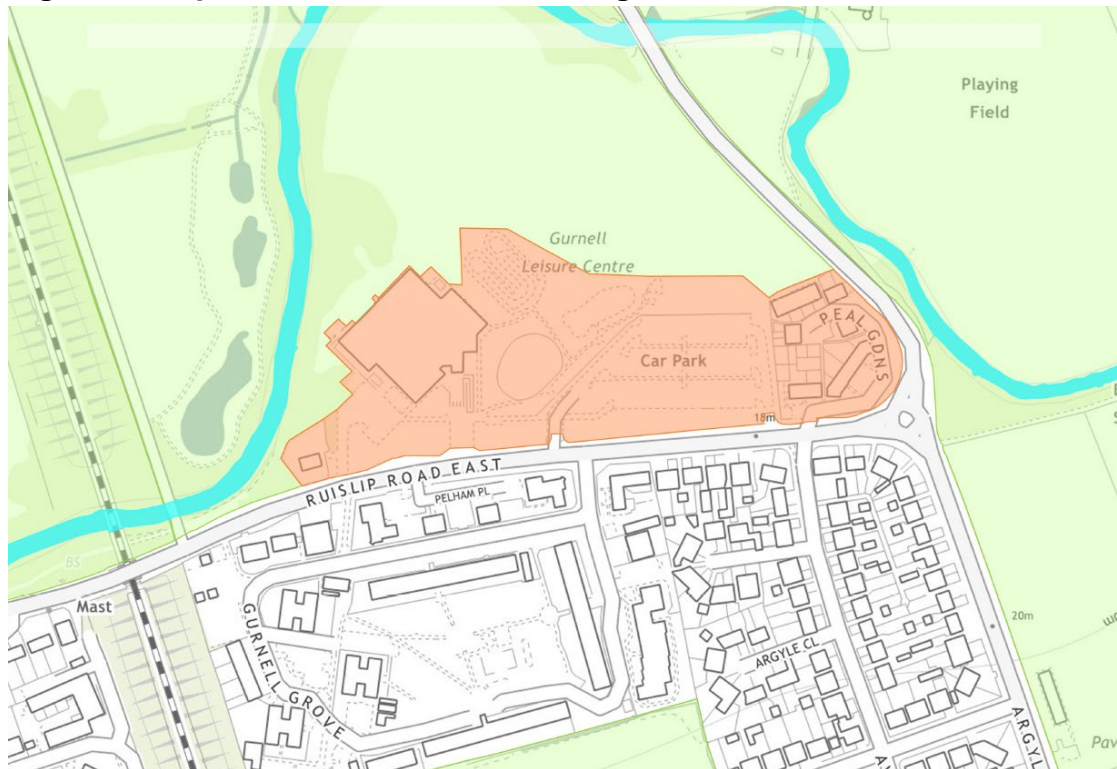 Playing
Field
Gurnell
Leisure Centre
PEAL GDNS
Car Park
18m
RUISLIP ROAD EAST
PELHAM PL
BS
Mast
GURNELL GROVE
20m
ARGYLE CL
ARGYL
Pav